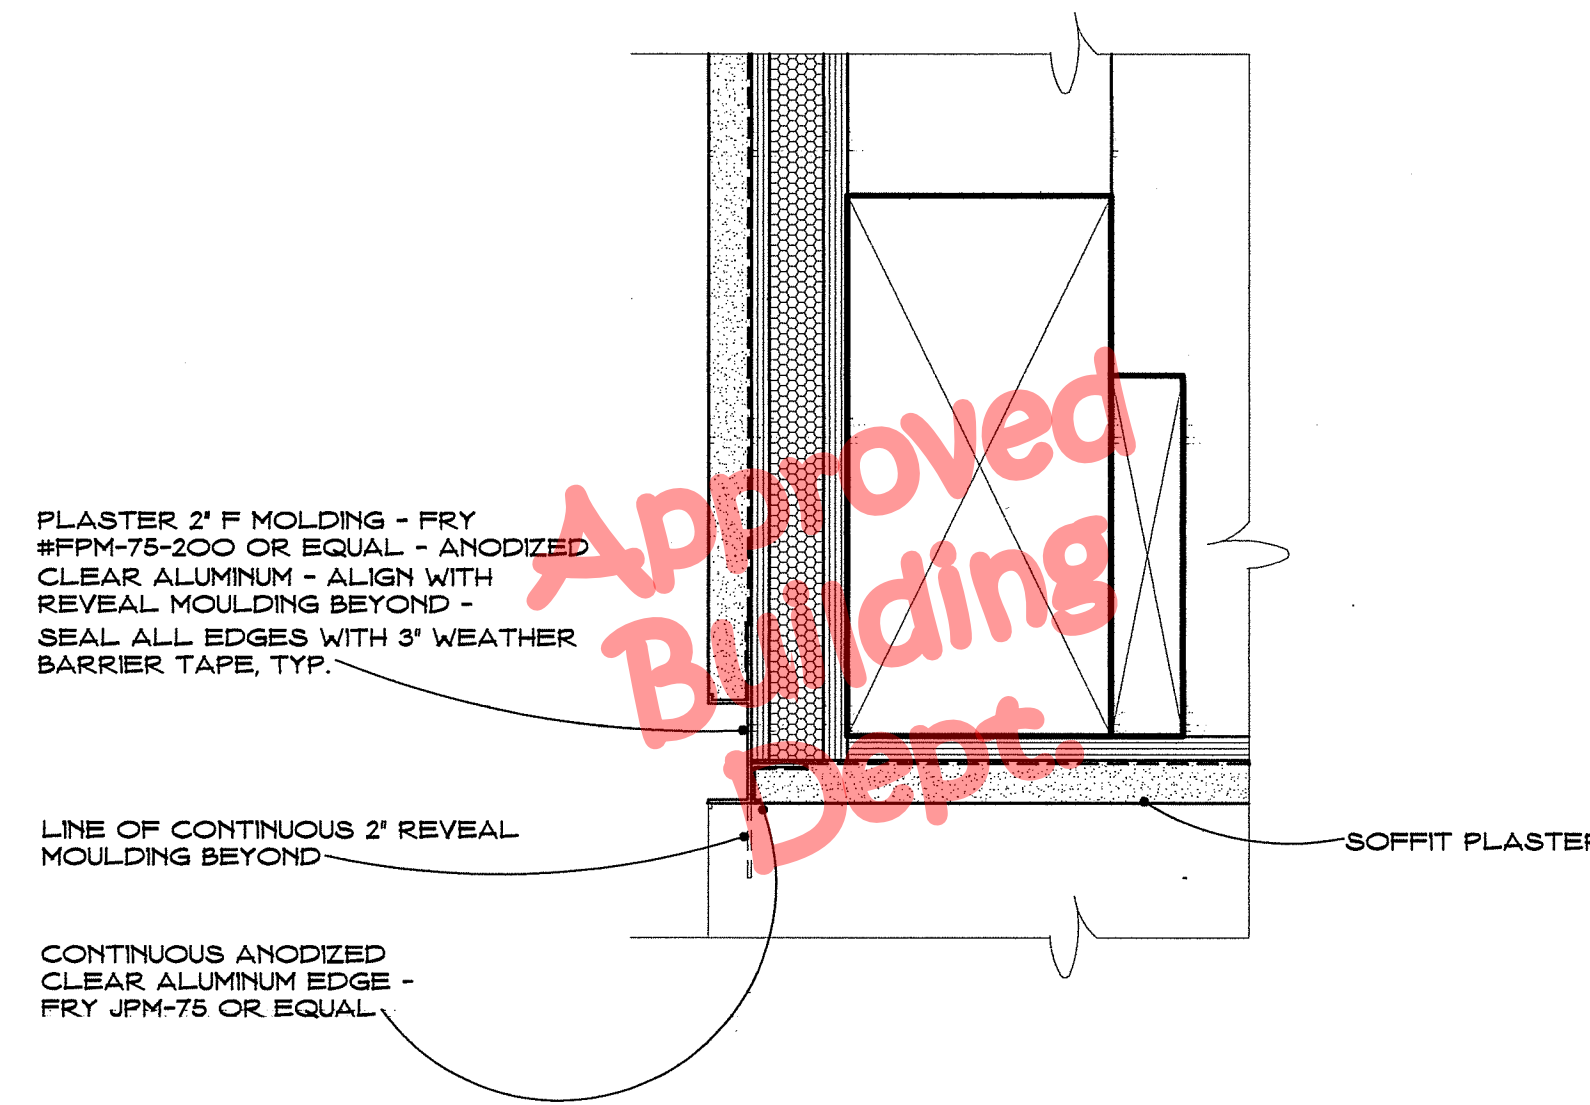 PLASTER 2" F MOLDING - FRY
#FPM-75-200 OR EQUAL - ANODIZED
CLEAR ALUMINUM - ALIGN WITH
REVEAL MOULDING BEYOND -
SEAL ALL EDGES WITH 3" WEATHER
BARRIER TAPE, TYP.
Approved
Building
Dept.
LINE OF CONTINUOUS 2" REVEAL
MOULDING BEYOND
SOFFIT PLASTER
CONTINUOUS ANODIZED
CLEAR ALUMINUM EDGE -
FRY JPM-75 OR EQUAL